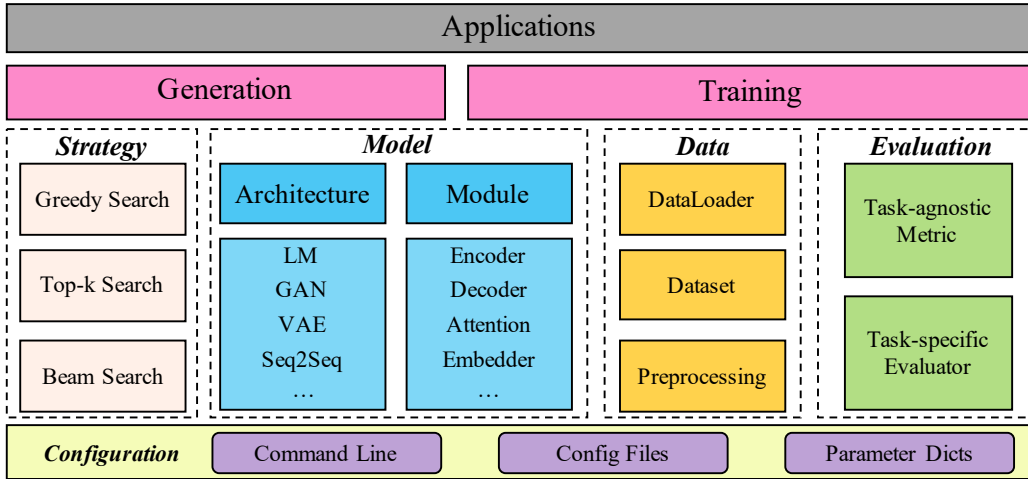 Applications
Generation
Training
Strategy
Greedy Search
Top-k Search
Beam Search
Model
Architecture
LM
GAN
VAE
Seq2Seq
…
Module
Encoder
Decoder
Attention
Embedder
…
Data
DataLoader
Dataset
Preprocessing
Evaluation
Task-agnostic
Metric
Task-specific
Evaluator
Configuration
Command Line
Config Files
Parameter Dicts